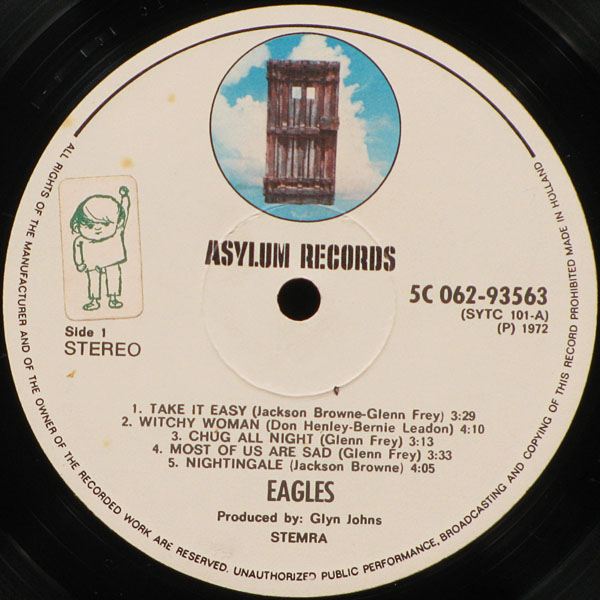 ASYLUM RECORDS
5C 062-93563
(SYTC 101-A)
(P) 1972
Side 1
STEREO
1. TAKE IT EASY (Jackson Browne-Glenn Frey) 3:29
2. WITCHY WOMAN (Don Henley-Bernie Leadon) 4:10
3. CHUG ALL NIGHT (Glenn Frey) 3:13
4. MOST OF US ARE SAD (Glenn Frey) 3:33
5. NIGHTINGALE (Jackson Browne) 4:05
EAGLES
Produced by: Glyn Johns
STEMRA
ALL RIGHTS OF THE MANUFACTURER AND OF THE OWNER OF THE RECORDED WORK ARE RESERVED. UNAUTHORIZED PUBLIC PERFORMANCE, BROADCASTING AND COPYING OF THIS RECORD PROHIBITED MADE IN HOLLAND